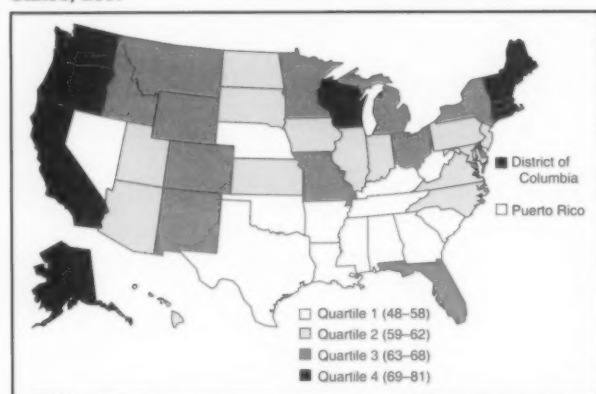 District of
Columbia
Puerto Rico
Quartile 1 (48–58)
Quartile 2 (59–62)
Quartile 3 (63–68)
Quartile 4 (69–81)